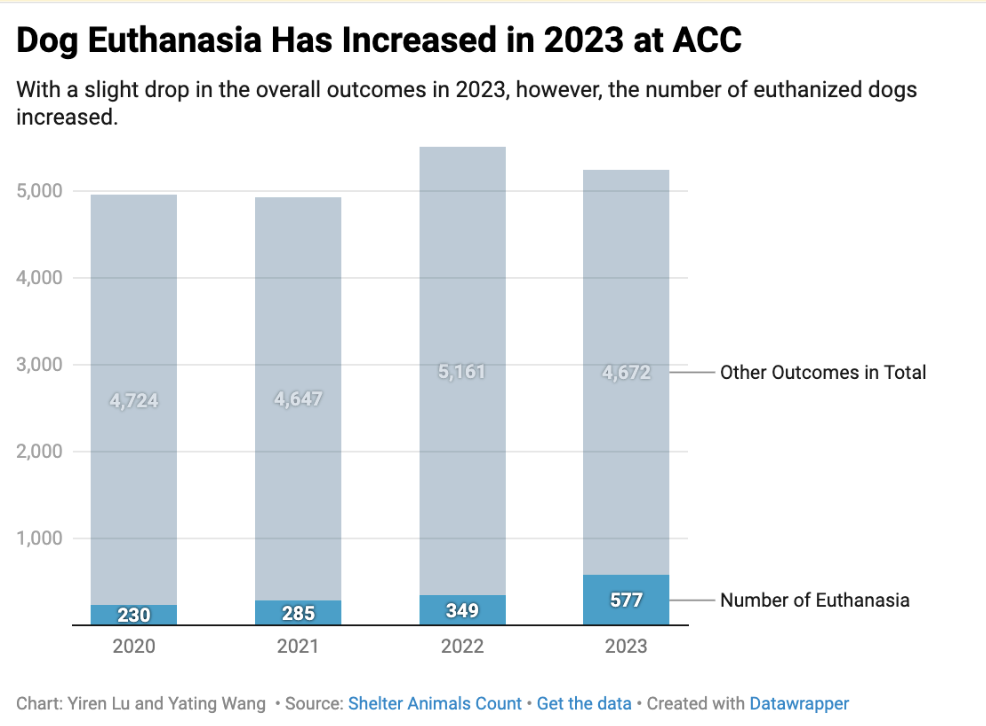 Dog Euthanasia Has Increased in 2023 at ACC
With a slight drop in the overall outcomes in 2023, however, the number of euthanized dogs
increased.
5,000
4,000
3,000
2,000
1,000
4,724
4,647
5,161
4,672
Other Outcomes in Total
230
285
349
577
Number of Euthanasia
2020
2021
2022
2023
Chart: Yiren Lu and Yating Wang • Source: Shelter Animals Count • Get the data • Created with Datawrapper